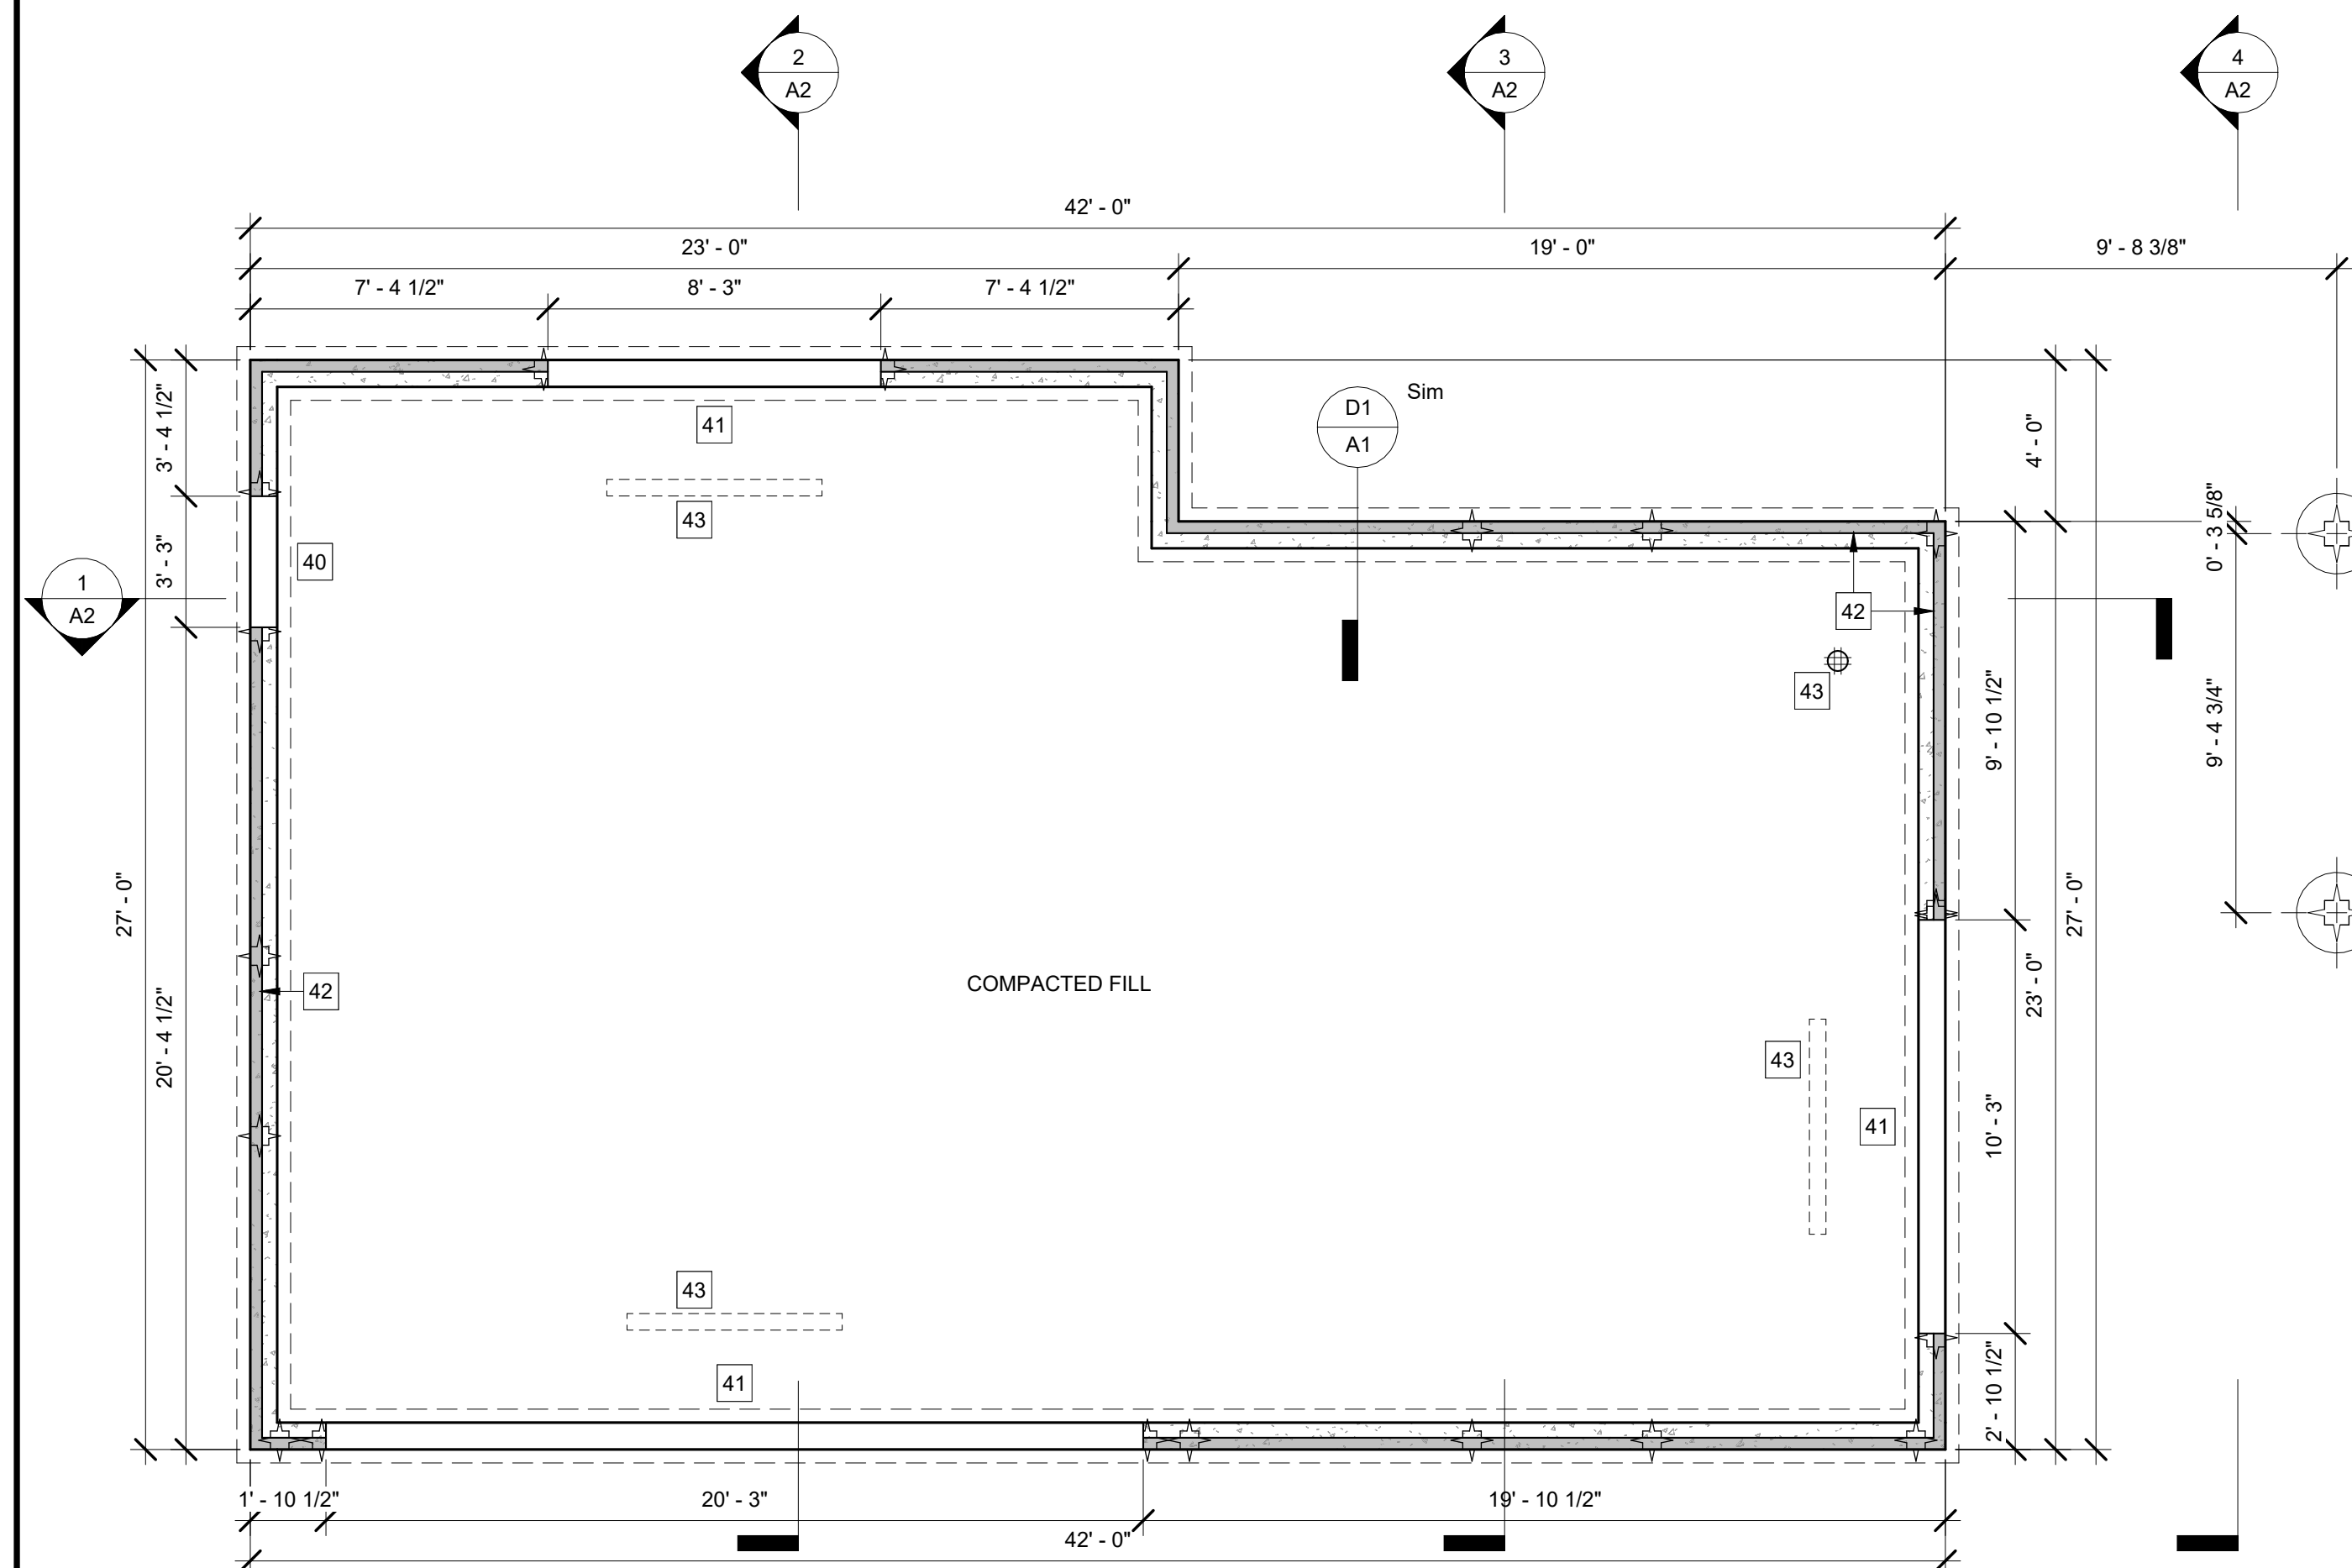 2
A2
3
A2
4
A2
42' - 0"
23' - 0"
19' - 0"
9' - 8 3/8"
7' - 4 1/2"
8' - 3"
7' - 4 1/2"
3' - 4 1/2"
3' - 3"
27' - 0"
20' - 4 1/2"
1
A2
41
43
40
D1
A1
Sim
42
43
4' - 0"
0' - 3 5/8"
9' - 10 1/2"
9' - 4 3/4"
27' - 0"
23' - 0"
42
COMPACTED FILL
43
41
10' - 3"
43
41
2' - 10 1/2"
1' - 10 1/2"
20' - 3"
19' - 10 1/2"
42' - 0"